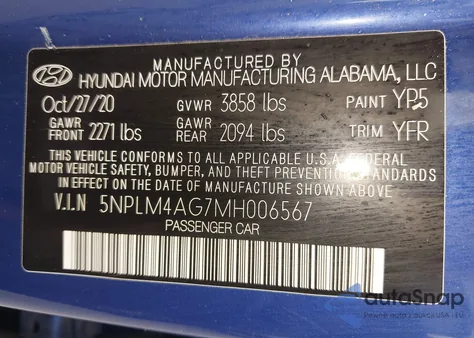 MANUFACTURED BY
HYUNDAI MOTOR MANUFACTURING ALABAMA, LLC
Oct/27/20 GVWR 3858 lbs PAINT YP5
GAWR FRONT 2271 lbs GAWR REAR 2094 lbs TRIM YFR
THIS VEHICLE CONFORMS TO ALL APPLICABLE U.S.A. FEDERAL
MOTOR VEHICLE SAFETY, BUMPER, AND THEFT PREVENTION STANDARDS
IN EFFECT ON THE DATE OF MANUFACTURE SHOWN ABOVE.
V.I.N 5NPLM4AG7MH006567
PASSENGER CAR
autoSnap